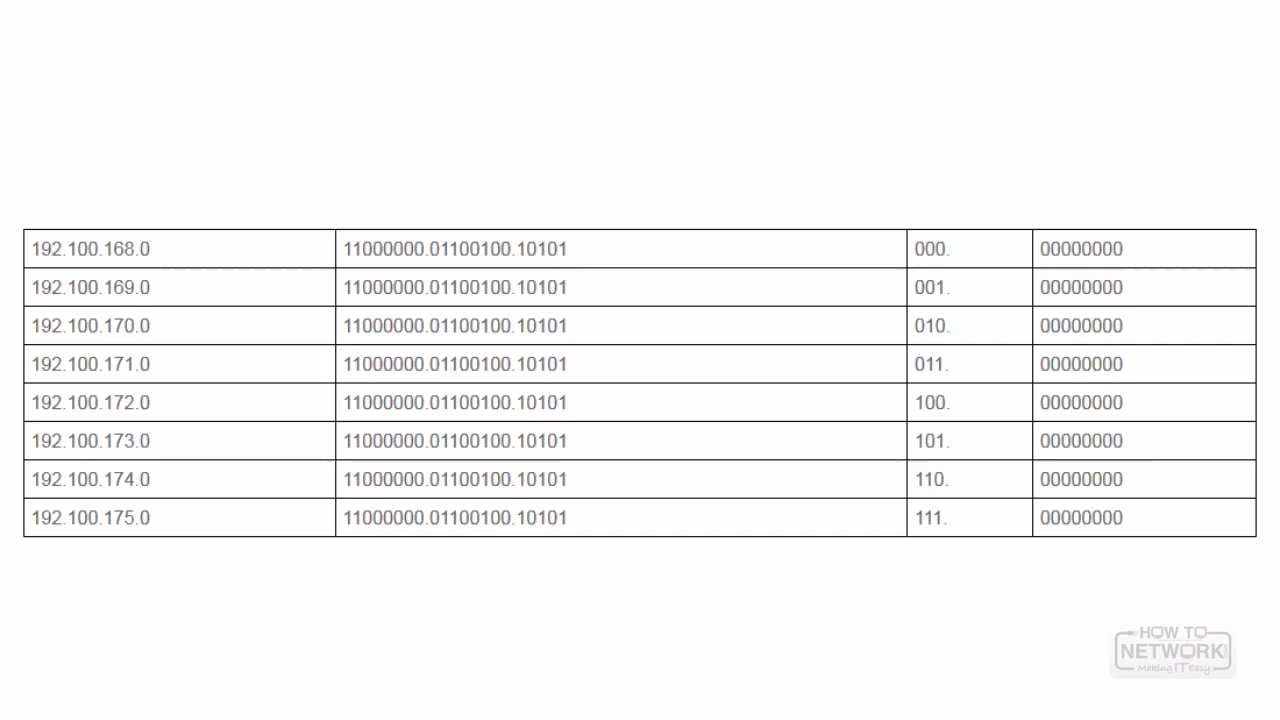 192.100.168.0 11000000.01100100.10101 000. 00000000
192.100.169.0 11000000.01100100.10101 001. 00000000
192.100.170.0 11000000.01100100.10101 010. 00000000
192.100.171.0 11000000.01100100.10101 011. 00000000
192.100.172.0 11000000.01100100.10101 100. 00000000
192.100.173.0 11000000.01100100.10101 101. 00000000
192.100.174.0 11000000.01100100.10101 110. 00000000
192.100.175.0 11000000.01100100.10101 111. 00000000
HOW TO
NETWORK
Making IT Easy